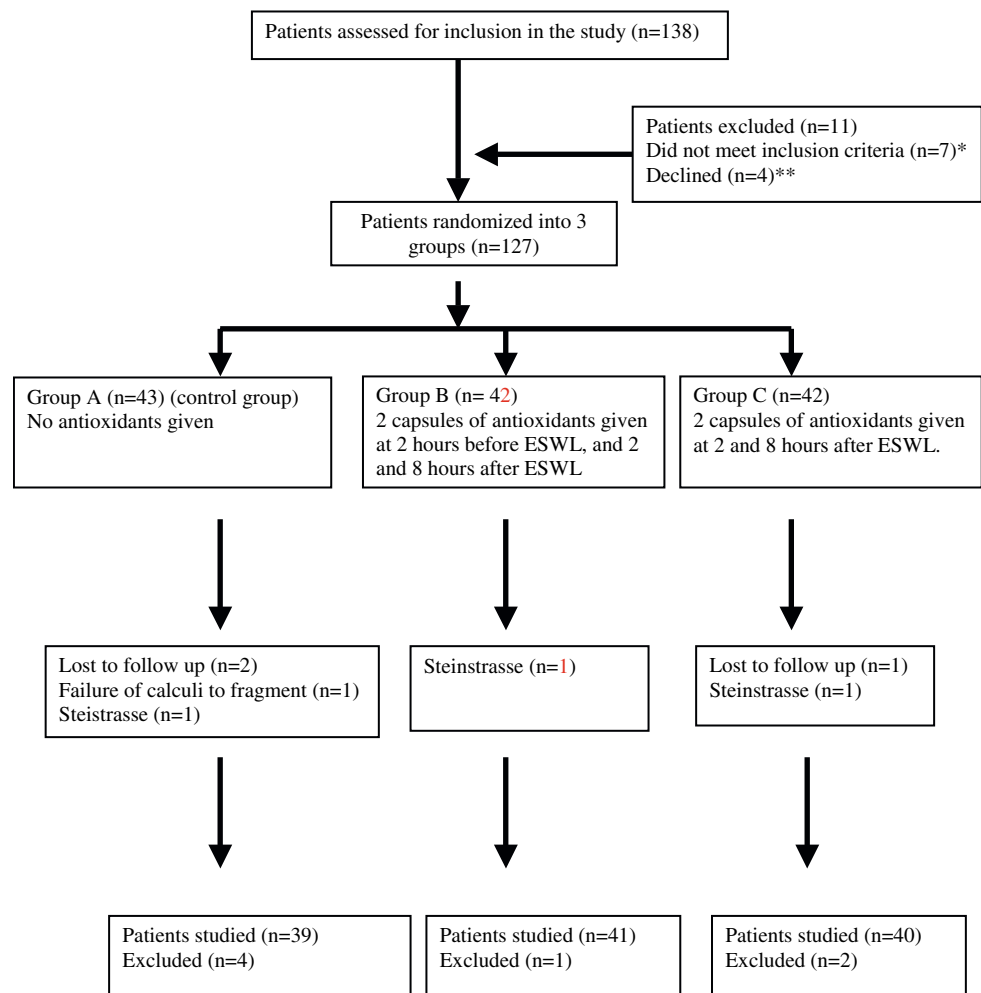 Patients assessed for inclusion in the study (n=138)
Patients excluded (n=11)
Did not meet inclusion criteria (n=7)*
Declined (n=4)**
Patients randomized into 3
groups (n=127)
Group A (n=43) (control group)
No antioxidants given
Group B (n= 42)
2 capsules of antioxidants given
at 2 hours before ESWL, and 2
and 8 hours after ESWL
Group C (n=42)
2 capsules of antioxidants given
at 2 and 8 hours after ESWL.
Lost to follow up (n=2)
Failure of calculi to fragment (n=1)
Steistrasse (n=1)
Steinstrasse (n=1)
Lost to follow up (n=1)
Steinstrasse (n=1)
Patients studied (n=39)
Excluded (n=4)
Patients studied (n=41)
Excluded (n=1)
Patients studied (n=40)
Excluded (n=2)